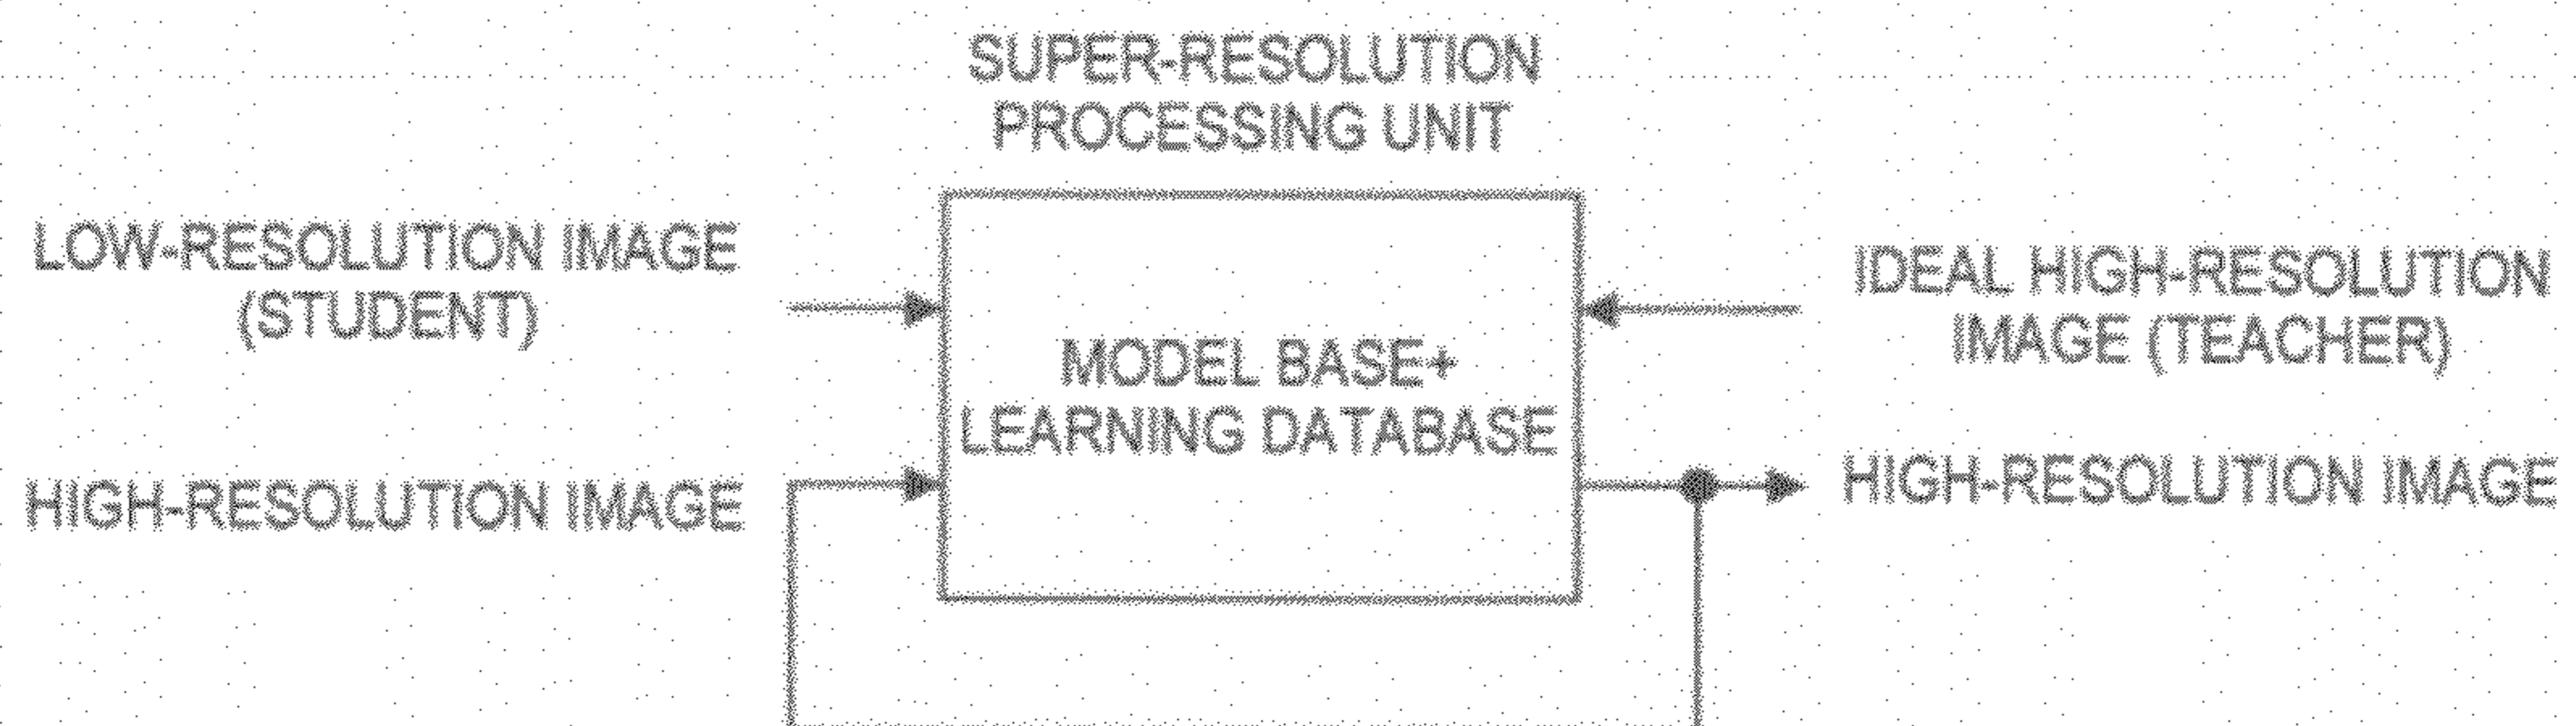 SUPER-RESOLUTION
PROCESSING UNIT
LOW-RESOLUTION IMAGE
(STUDENT)
IDEAL HIGH-RESOLUTION
IMAGE (TEACHER)
MODEL BASE+
LEARNING DATABASE
HIGH-RESOLUTION IMAGE
HIGH-RESOLUTION IMAGE